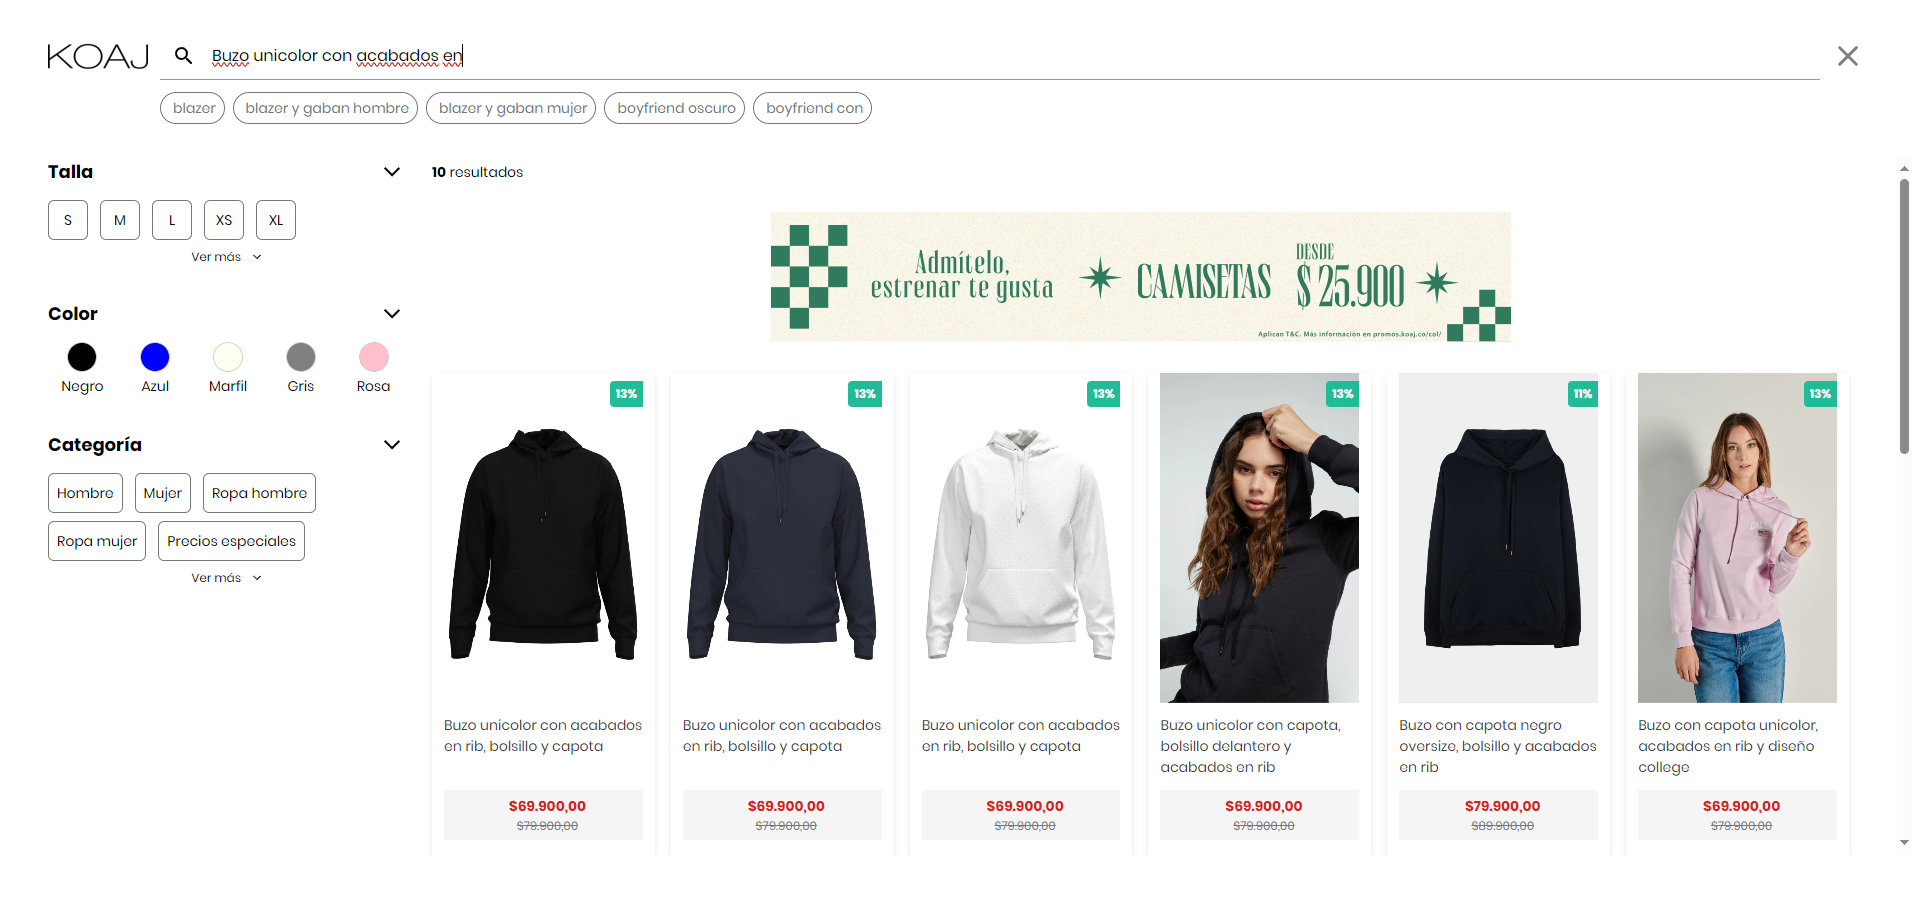 KOAJ
Buzo unicolor con acabados en
blazer
blazer y gaban hombre
blazer y gaban mujer
boyfriend oscuro
boyfriend con
Talla
S
M
L
XS
XL
Ver más
Color
Negro
Azul
Marfil
Gris
Rosa
Categoría
Hombre
Mujer
Ropa hombre
Ropa mujer
Precios especiales
Ver más
10 resultados
Admítelo,
estrenar te gusta
CAMISETAS
DESDE
$ 25.900
Aplican T&C. Más información en promos.koaj.co/col/
13%
Buzo unicolor con acabados
en rib, bolsillo y capota
$69.900,00
$79.900,00
13%
Buzo unicolor con acabados
en rib, bolsillo y capota
$69.900,00
$79.900,00
13%
Buzo unicolor con acabados
en rib, bolsillo y capota
$69.900,00
$79.900,00
13%
Buzo unicolor con capota,
bolsillo delantero y
acabados en rib
$69.900,00
$79.900,00
11%
Buzo con capota negro
oversize, bolsillo y acabados
en rib
$79.900,00
$89.900,00
13%
Buzo con capota unicolor,
acabados en rib y diseño
college
$69.900,00
$79.900,00